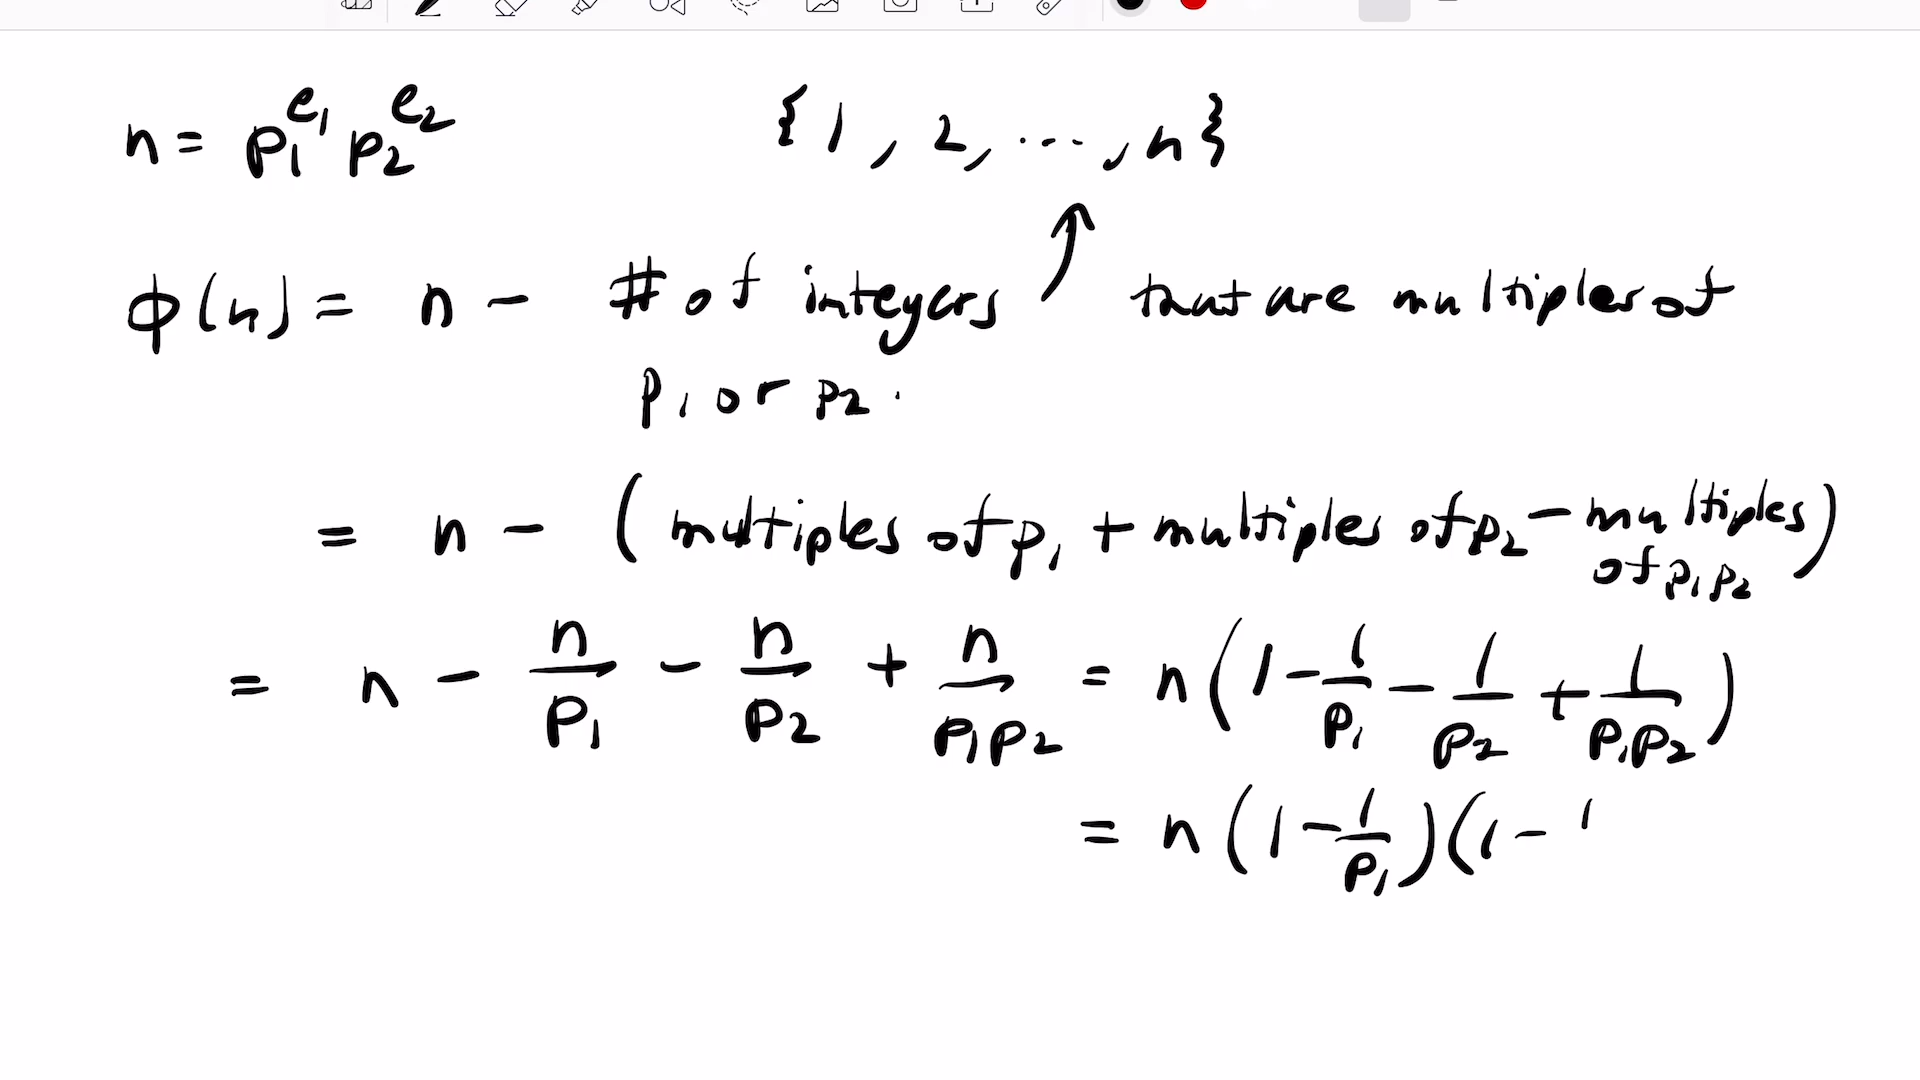 n = p₁^e₁ p₂^e₂ {1, 2, ..., n}
φ(n) = n - # of integers ↑ that are multiples of
p₁ or p₂.
= n - (multiples of p₁ + multiples of p₂ - multiples
of p₁p₂)
= n - n/p₁ - n/p₂ + n/p₁p₂ = n(1 - 1/p₁ - 1/p₂ + 1/p₁p₂)
= n(1 - 1/p₁)(1 - 1